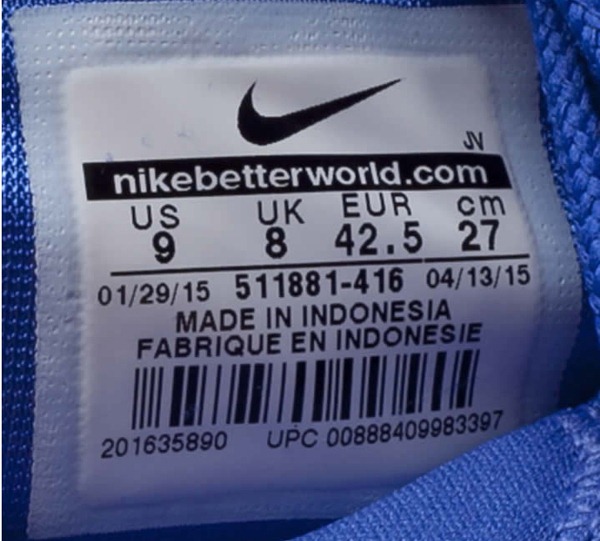 JV
nikebetterworld.com
US UK EUR cm
9 8 42.5 27
01/29/15 511881-416 04/13/15
MADE IN INDONESIA
FABRIQUE EN INDONESIE
201635890 UPC 00888409983397